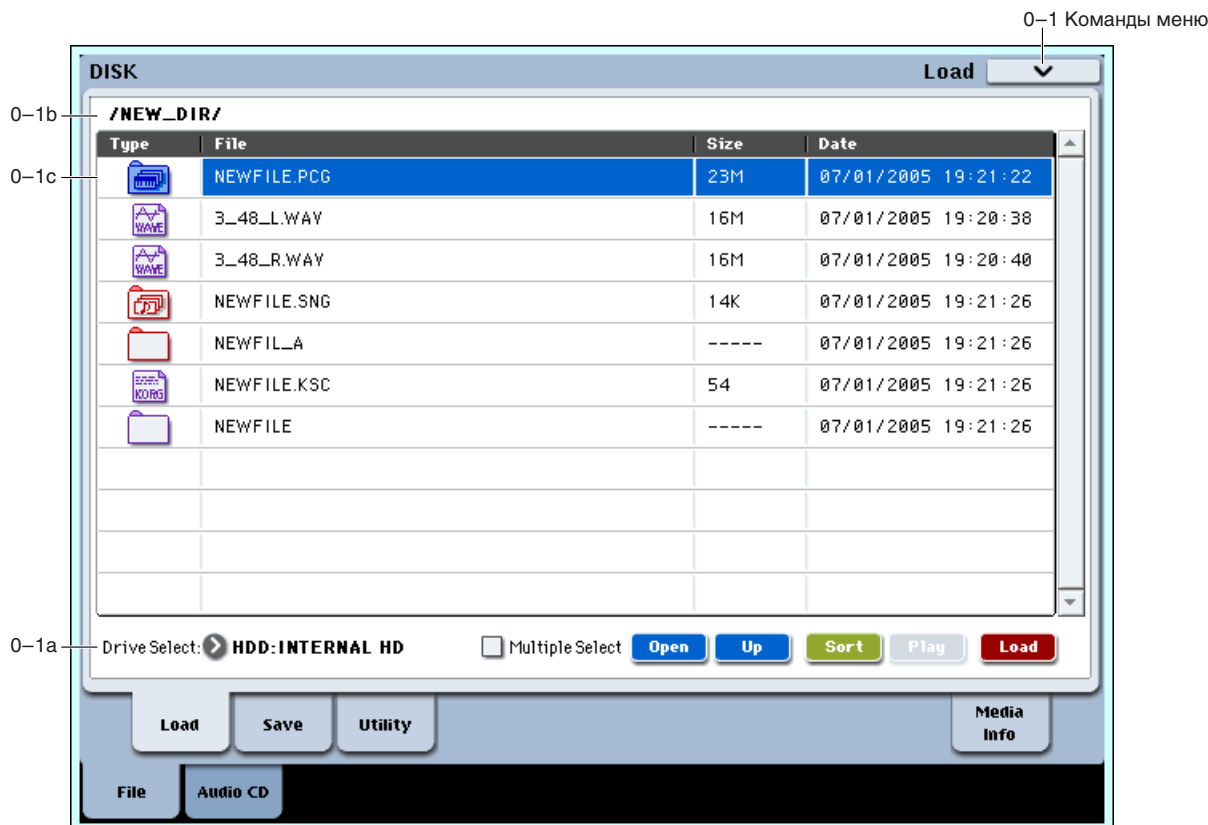 0–1 Команды меню
DISK Load
0–1b /NEW_DIR/
Type File Size Date
0–1c NEWFILE.PCG 23M 07/01/2005 19:21:22
WAVE 3_48_L.WAV 16M 07/01/2005 19:20:38
WAVE 3_48_R.WAV 16M 07/01/2005 19:20:40
NEWFILE.SNG 14K 07/01/2005 19:21:26
NEWFIL_A ----- 07/01/2005 19:21:26
KORG NEWFILE.KSC 54 07/01/2005 19:21:26
NEWFILE ----- 07/01/2005 19:21:26
0–1a Drive Select: HDD:INTERNAL HD Multiple Select Open Up Sort Play Load
Load Save Utility Media Info
File Audio CD